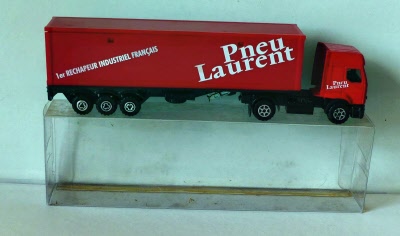 1er RECHAPEUR INDUSTRIEL FRANÇAIS
Pneu
Laurent
Pneu
Laurent